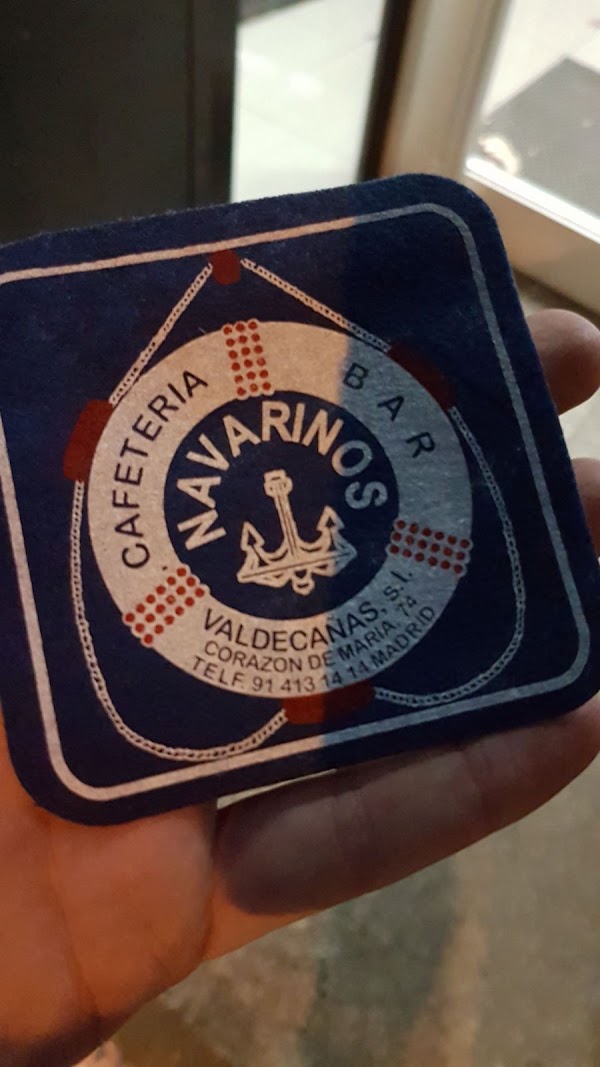 CAFETERIA BAR
NAVARINOS
VALDECAÑAS, s.l.
CORAZON DE MARIA, 74
TELF. 91 413 14 14 MADRID